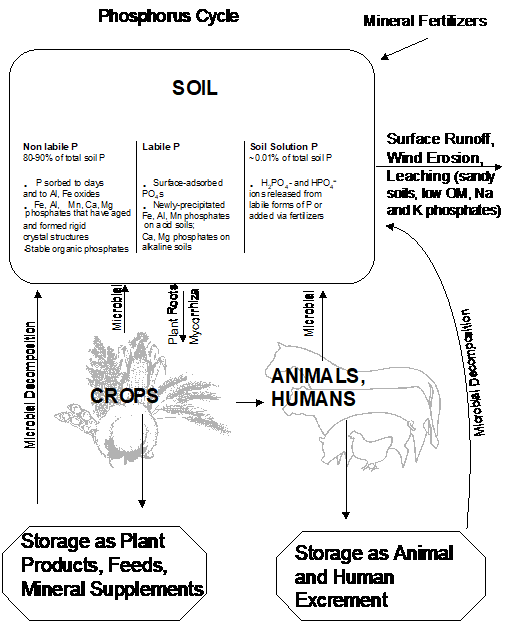 Phosphorus Cycle
Mineral Fertilizers
SOIL
Non labile P
80-90% of total soil P
. P sorbed to clays
and to Al, Fe oxides
. Fe, Al, Mn, Ca, Mg
phosphates that have aged
and formed rigid
crystal structures
.Stable organic phosphates
Labile P
. Surface-adsorbed
PO₄s
. Newly-precipitated
Fe, Al, Mn phosphates
on acid soils;
Ca, Mg phosphates on
alkaline soils
Soil Solution P
~0.01% of total soil P
. H₂PO₄- and HPO₄=
ions released from
labile forms of P or
added via fertilizers
Surface Runoff,
Wind Erosion,
Leaching (sandy
soils, low OM, Na
and K phosphates)
Microbial Decomposition
Microbial
Plant Roots
Mycorrhiza
Microbial
Microbial Decomposition
CROPS
ANIMALS,
HUMANS
Storage as Plant
Products, Feeds,
Mineral Supplements
Storage as Animal
and Human
Excrement